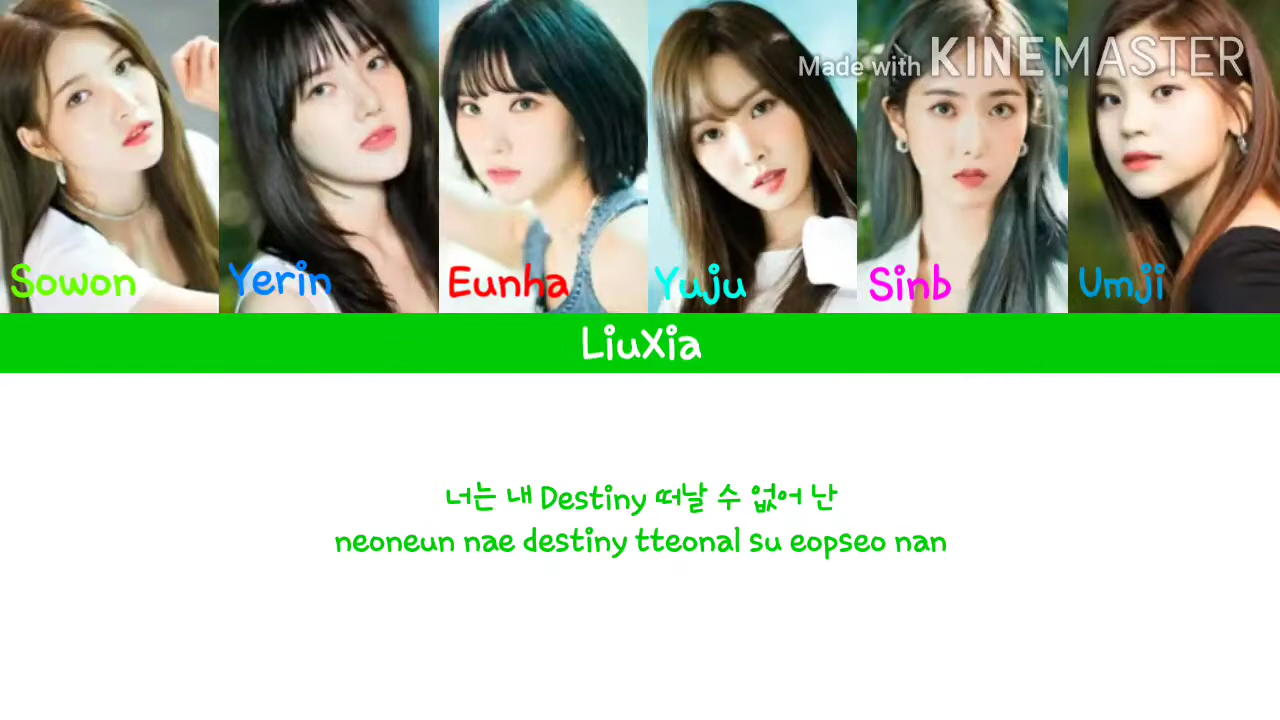 Made with KINEMASTER
Sowon Yerin Eunha Yuju Sinb Umji
LiuXia
너는 내 Destiny 떠날 수 없어 난
neoneun nae destiny tteonal su eopseo nan